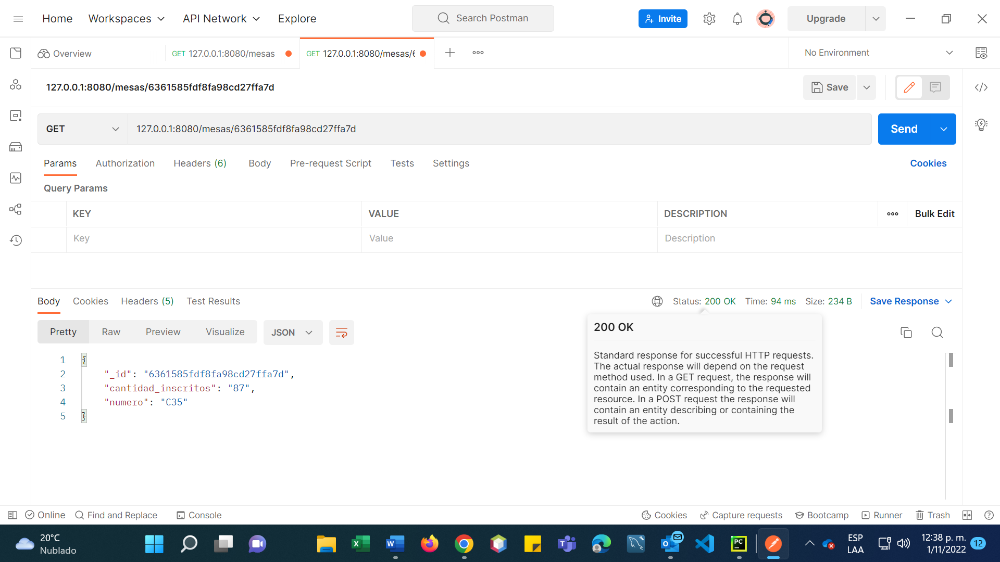 Home
Workspaces
API Network
Explore
Search Postman
Invite
Upgrade
Overview
GET 127.0.0.1:8080/mesas
GET 127.0.0.1:8080/mesas/6
No Environment
127.0.0.1:8080/mesas/6361585fdf8fa98cd27ffa7d
Save
GET
127.0.0.1:8080/mesas/6361585fdf8fa98cd27ffa7d
Send
Params
Authorization
Headers (6)
Body
Pre-request Script
Tests
Settings
Cookies
Query Params
KEY
VALUE
DESCRIPTION
Bulk Edit
Key
Value
Description
Body
Cookies
Headers (5)
Test Results
Status: 200 OK
Time: 94 ms
Size: 234 B
Save Response
Pretty
Raw
Preview
Visualize
JSON
200 OK
Standard response for successful HTTP requests.
The actual response will depend on the request
method used. In a GET request, the response will
contain an entity corresponding to the requested
resource. In a POST request the response will
contain an entity describing or containing the
result of the action.
1 {
2 "_id": "6361585fdf8fa98cd27ffa7d",
3 "cantidad_inscritos": "87",
4 "numero": "C35"
5 }
Online
Find and Replace
Console
Cookies
Capture requests
Bootcamp
Runner
Trash
20°C
Nublado
ESP
LAA
12:38 p. m.
1/11/2022
12